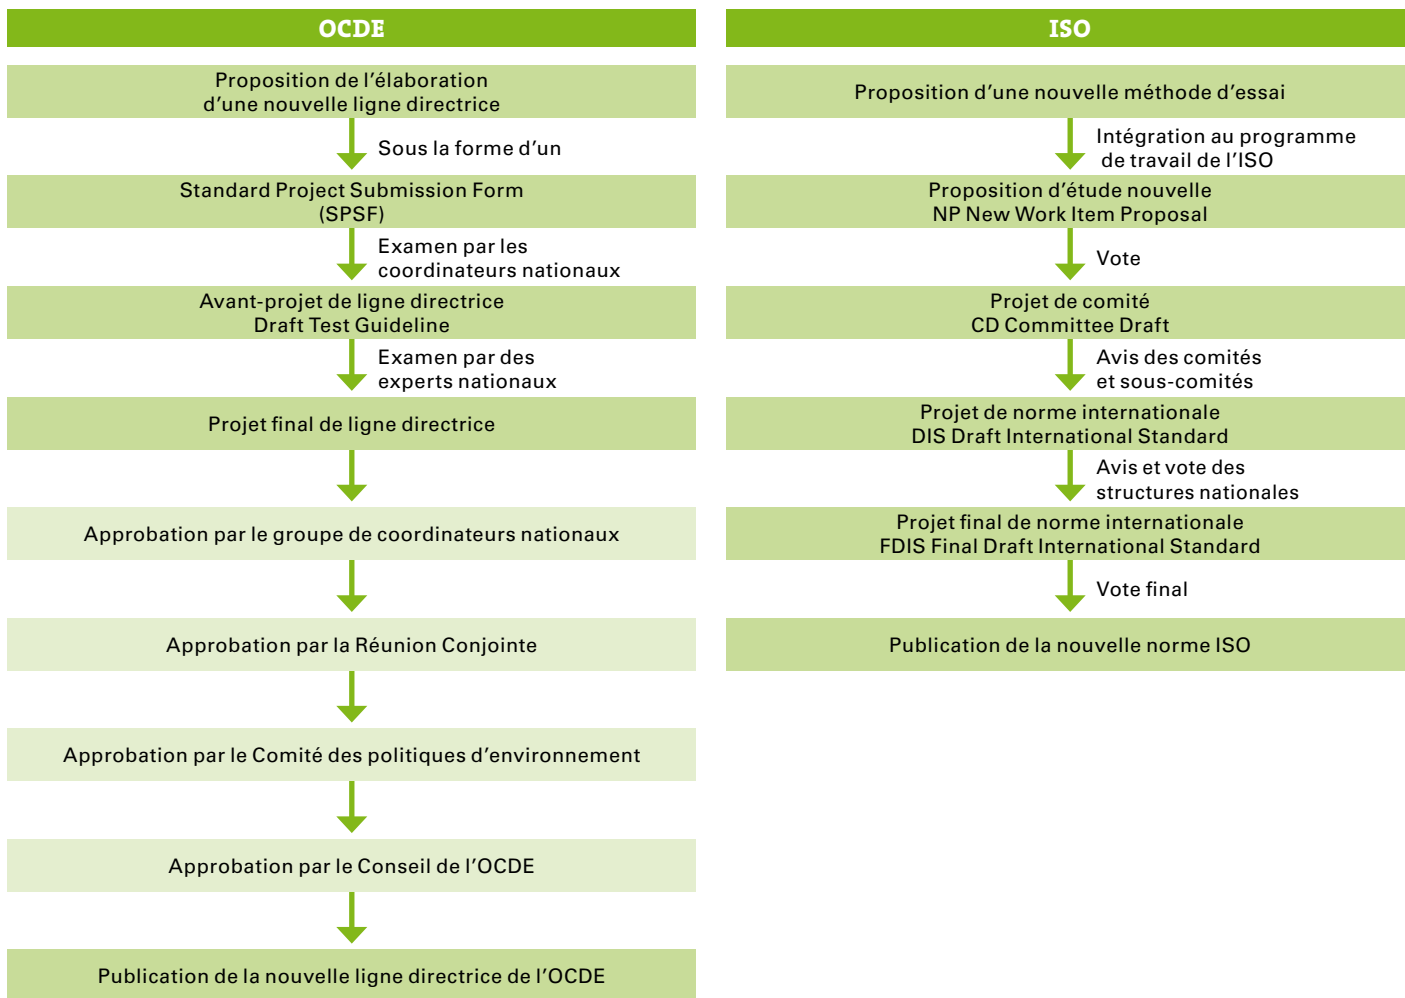 OCDE
Proposition de l’élaboration
d’une nouvelle ligne directrice
Sous la forme d’un
Standard Project Submission Form
(SPSF)
Examen par les
coordinateurs nationaux
Avant-projet de ligne directrice
Draft Test Guideline
Examen par des
experts nationaux
Projet final de ligne directrice
Approbation par le groupe de coordinateurs nationaux
Approbation par la Réunion Conjointe
Approbation par le Comité des politiques d’environnement
Approbation par le Conseil de l’OCDE
Publication de la nouvelle ligne directrice de l’OCDE
ISO
Proposition d’une nouvelle méthode d’essai
Intégration au programme
de travail de l’ISO
Proposition d’étude nouvelle
NP New Work Item Proposal
Vote
Projet de comité
CD Committee Draft
Avis des comités
et sous-comités
Projet de norme internationale
DIS Draft International Standard
Avis et vote des
structures nationales
Projet final de norme internationale
FDIS Final Draft International Standard
Vote final
Publication de la nouvelle norme ISO